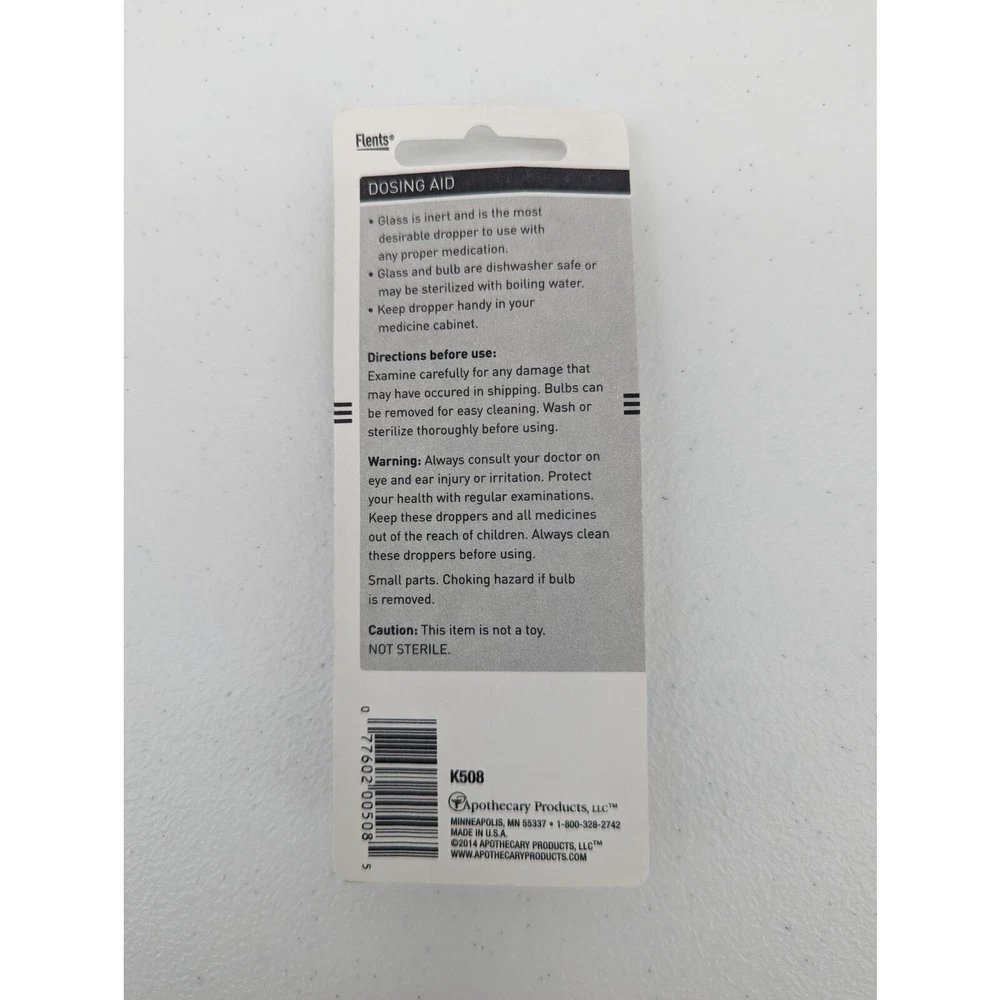 Flents®
DOSING AID
• Glass is inert and is the most
desirable dropper to use with
any proper medication.
• Glass and bulb are dishwasher safe or
may be sterilized with boiling water.
• Keep dropper handy in your
medicine cabinet.
Directions before use:
Examine carefully for any damage that
may have occured in shipping. Bulbs can
be removed for easy cleaning. Wash or
sterilize thoroughly before using.
Warning: Always consult your doctor on
eye and ear injury or irritation. Protect
your health with regular examinations.
Keep these droppers and all medicines
out of the reach of children. Always clean
these droppers before using.
Small parts. Choking hazard if bulb
is removed.
Caution: This item is not a toy.
NOT STERILE.
0 77602 00508 5
K508
Apothecary Products, LLC™
MINNEAPOLIS, MN 55337 • 1-800-328-2742
MADE IN U.S.A.
©2014 APOTHECARY PRODUCTS, LLC™
WWW.APOTHECARYPRODUCTS.COM